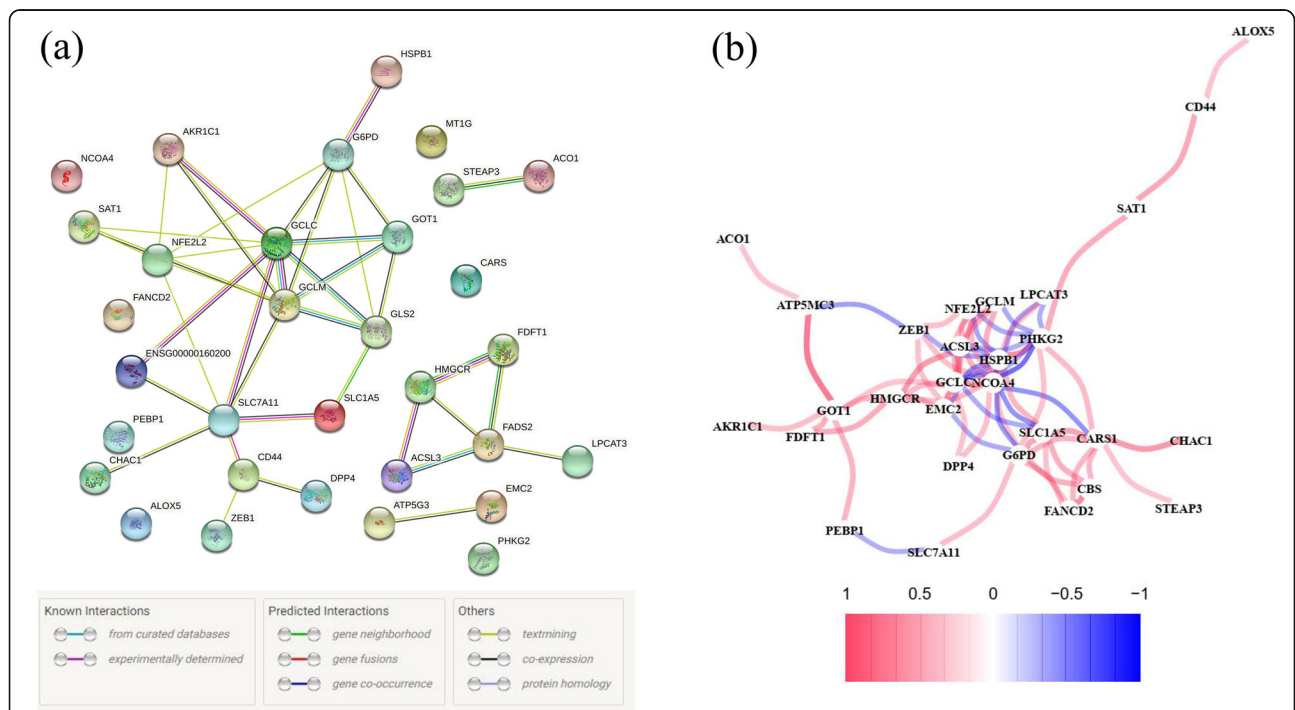 (a)
HSPB1
AKR1C1
G6PD
MT1G
NCOA4
STEAP3
ACO1
SAT1
GCLC
GOT1
NFE2L2
CARS
GCLM
FANCD2
GLS2
FDFT1
ENSG00000160200
HMGCR
SLC7A11
SLC1A5
PEBP1
FADS2
LPCAT3
CHAC1
CD44
ACSL3
DPP4
EMC2
ALOX5
ATP5G3
ZEB1
PHKG2
Known Interactions
from curated databases
experimentally determined
Predicted Interactions
gene neighborhood
gene fusions
gene co-occurrence
Others
textmining
co-expression
protein homology
(b)
ALOX5
CD44
SAT1
ACO1
ATP5MC3
LPCAT3
GCLM
NFE2L2
ZEB1
PHKG2
ACSL3
HSPB1
GCLC
NCOA4
HMGCR
EMC2
GOT1
AKR1C1
FDFT1
SLC1A5
CARS1
CHAC1
G6PD
DPP4
CBS
FANCD2
STEAP3
PEBP1
SLC7A11
1 0.5 0 −0.5 −1